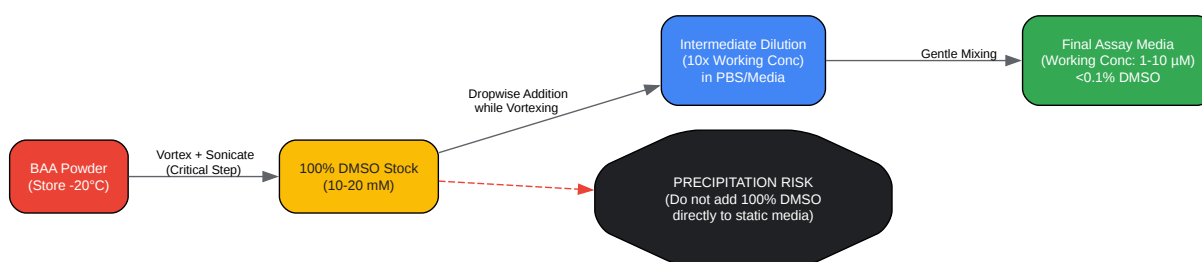 BAA Powder
(Store -20°C)
Vortex + Sonicate
(Critical Step)
100% DMSO Stock
(10-20 mM)
Dropwise Addition
while Vortexing
Intermediate Dilution
(10x Working Conc)
in PBS/Media
Gentle Mixing
Final Assay Media
(Working Conc: 1-10 µM)
<0.1% DMSO
PRECIPITATION RISK
(Do not add 100% DMSO
directly to static media)